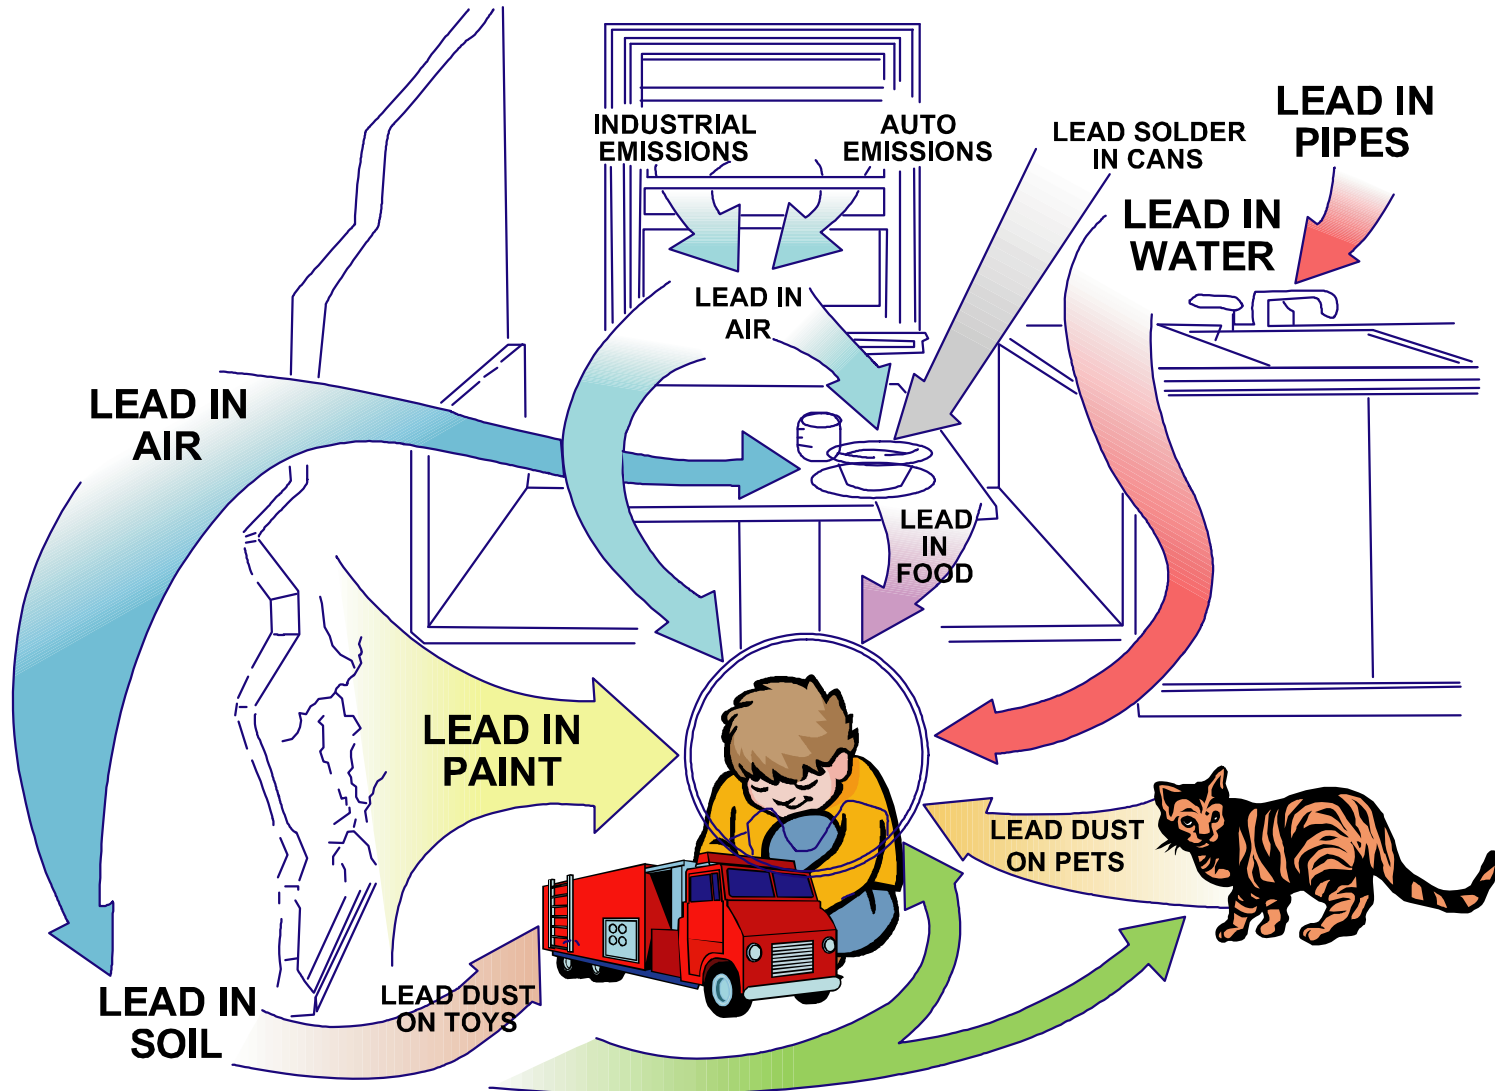 INDUSTRIAL
EMISSIONS
AUTO
EMISSIONS
LEAD SOLDER
IN CANS
LEAD IN
PIPES
LEAD IN
WATER
LEAD IN
AIR
LEAD IN
AIR
LEAD
IN
FOOD
LEAD IN
PAINT
LEAD DUST
ON PETS
LEAD IN
SOIL
LEAD DUST
ON TOYS